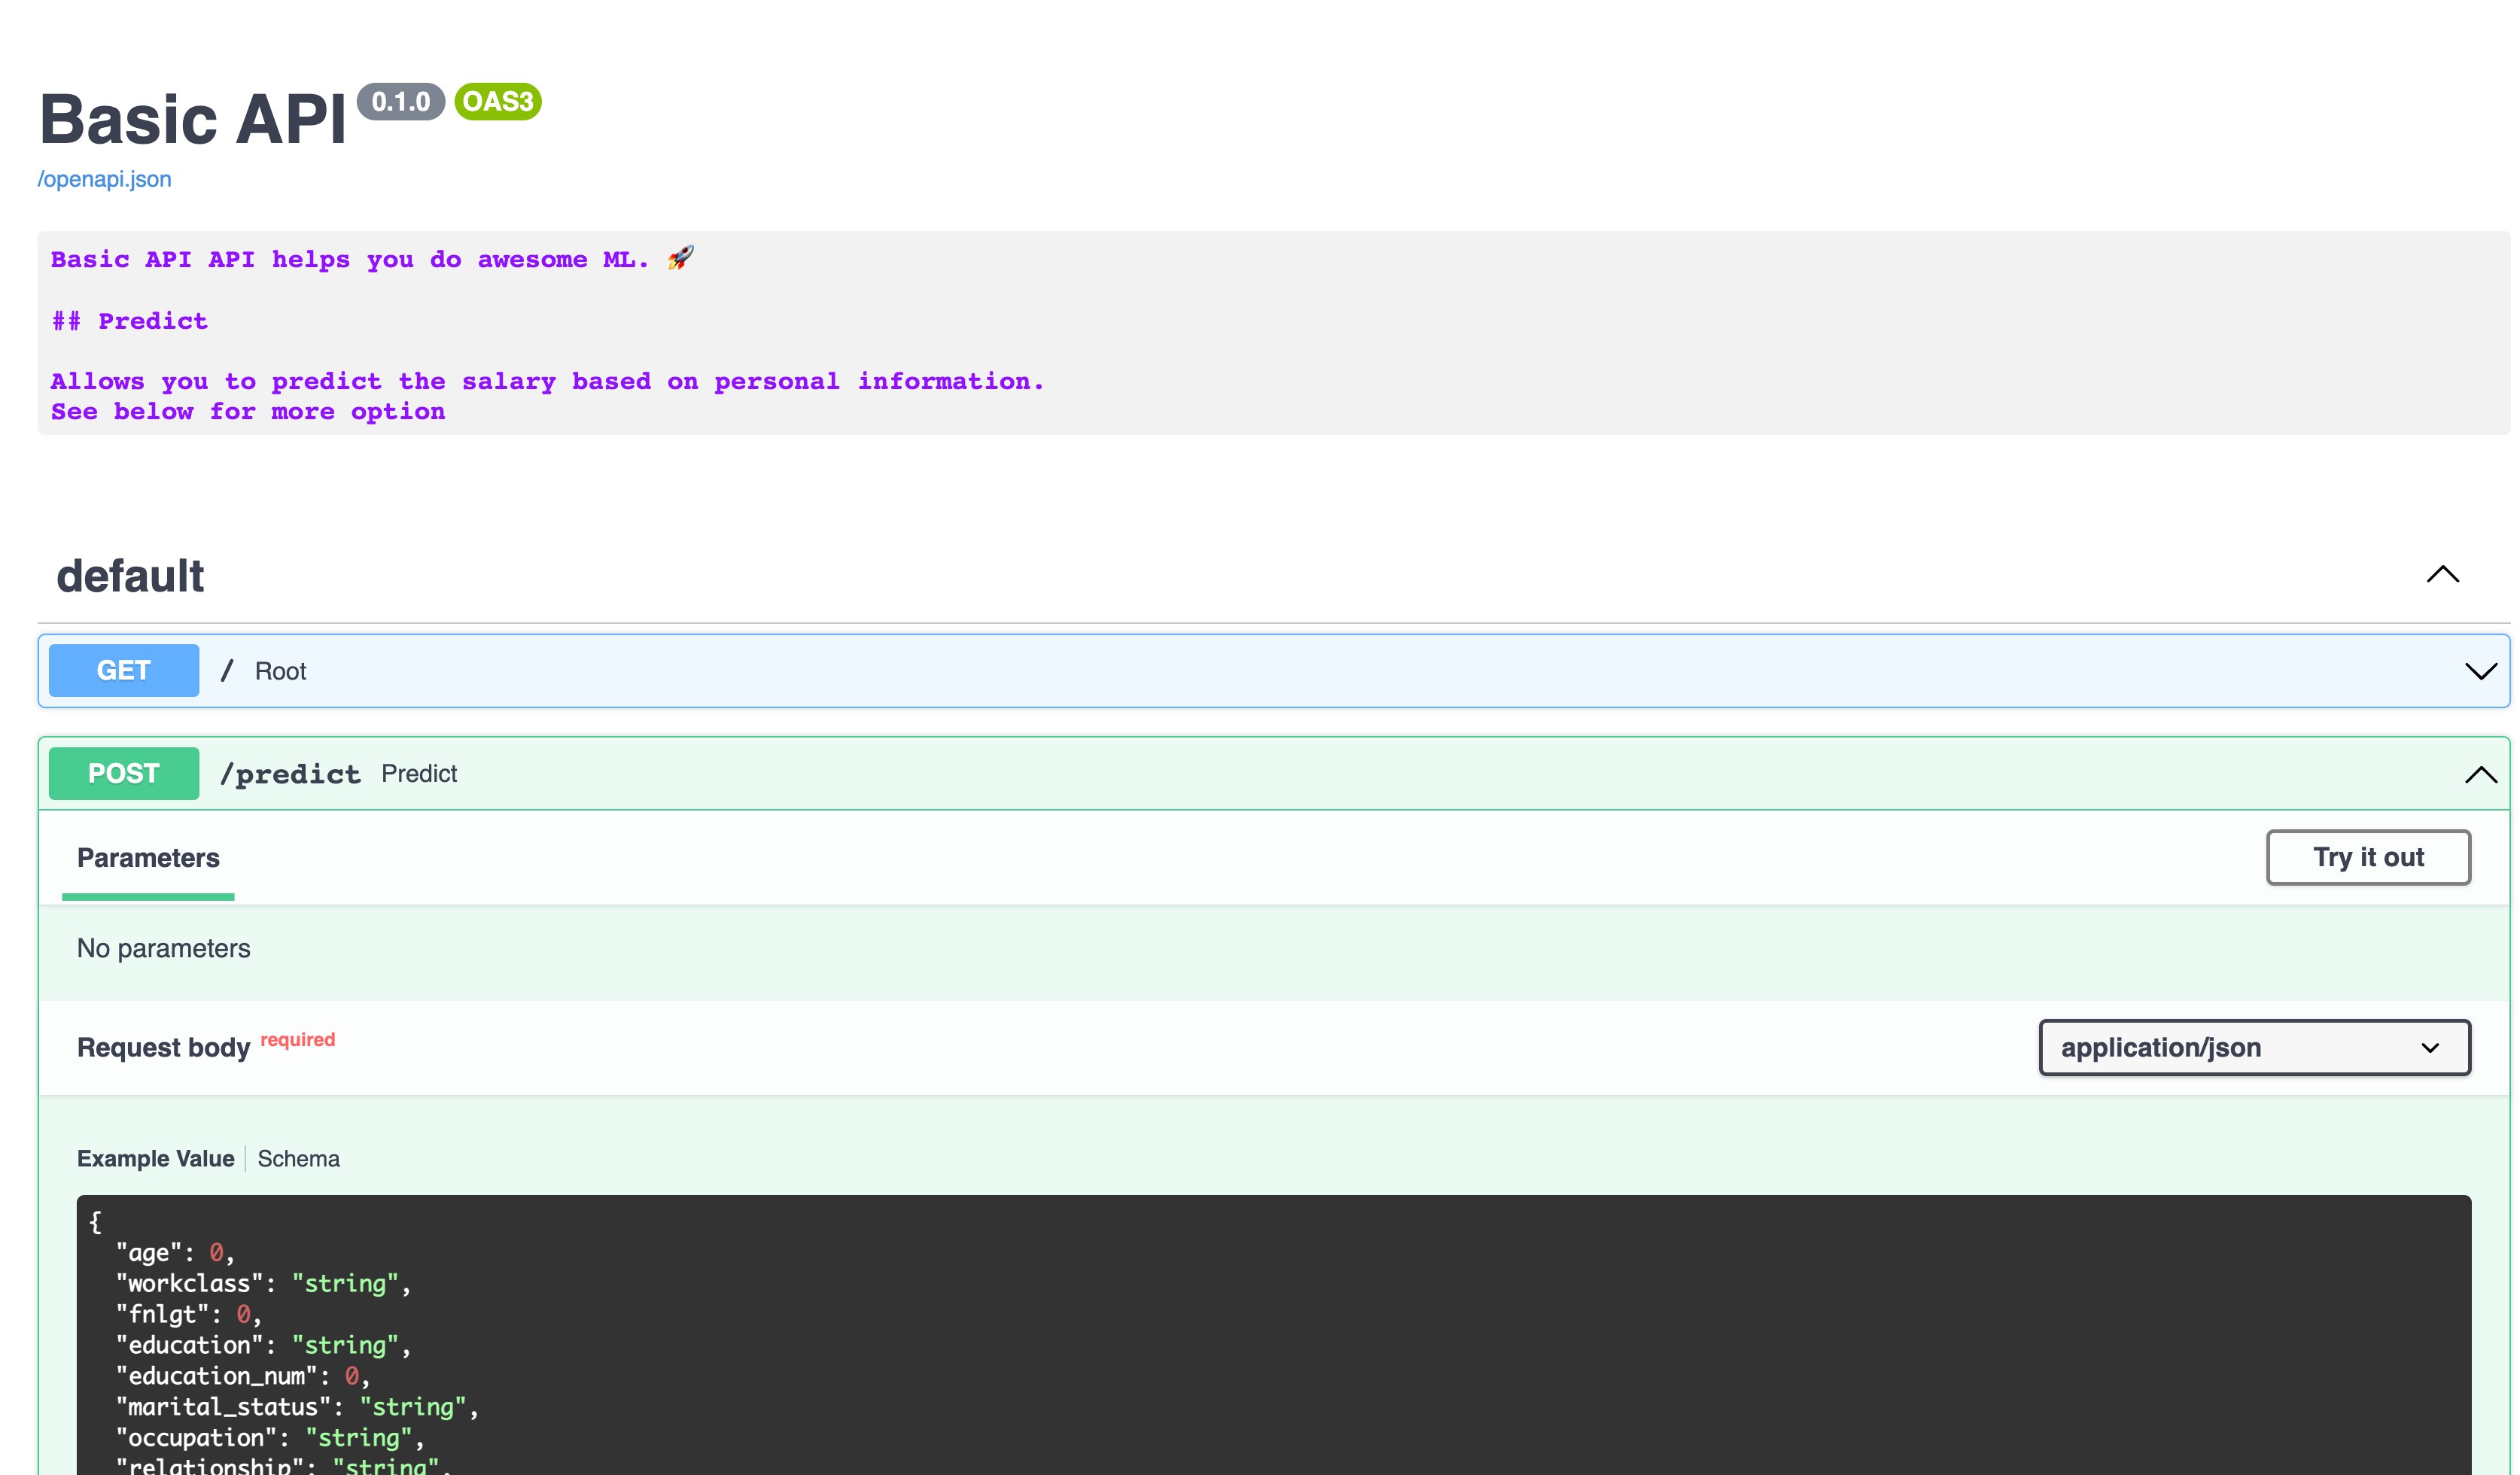 Basic API 0.1.0 OAS3
/openapi.json
Basic API API helps you do awesome ML. 🚀
## Predict
Allows you to predict the salary based on personal information.
See below for more option
default
GET / Root
POST /predict Predict
Parameters Try it out
No parameters
Request body required application/json
Example Value Schema
{
"age": 0,
"workclass": "string",
"fnlgt": 0,
"education": "string",
"education_num": 0,
"marital_status": "string",
"occupation": "string",
"relationship": "string",